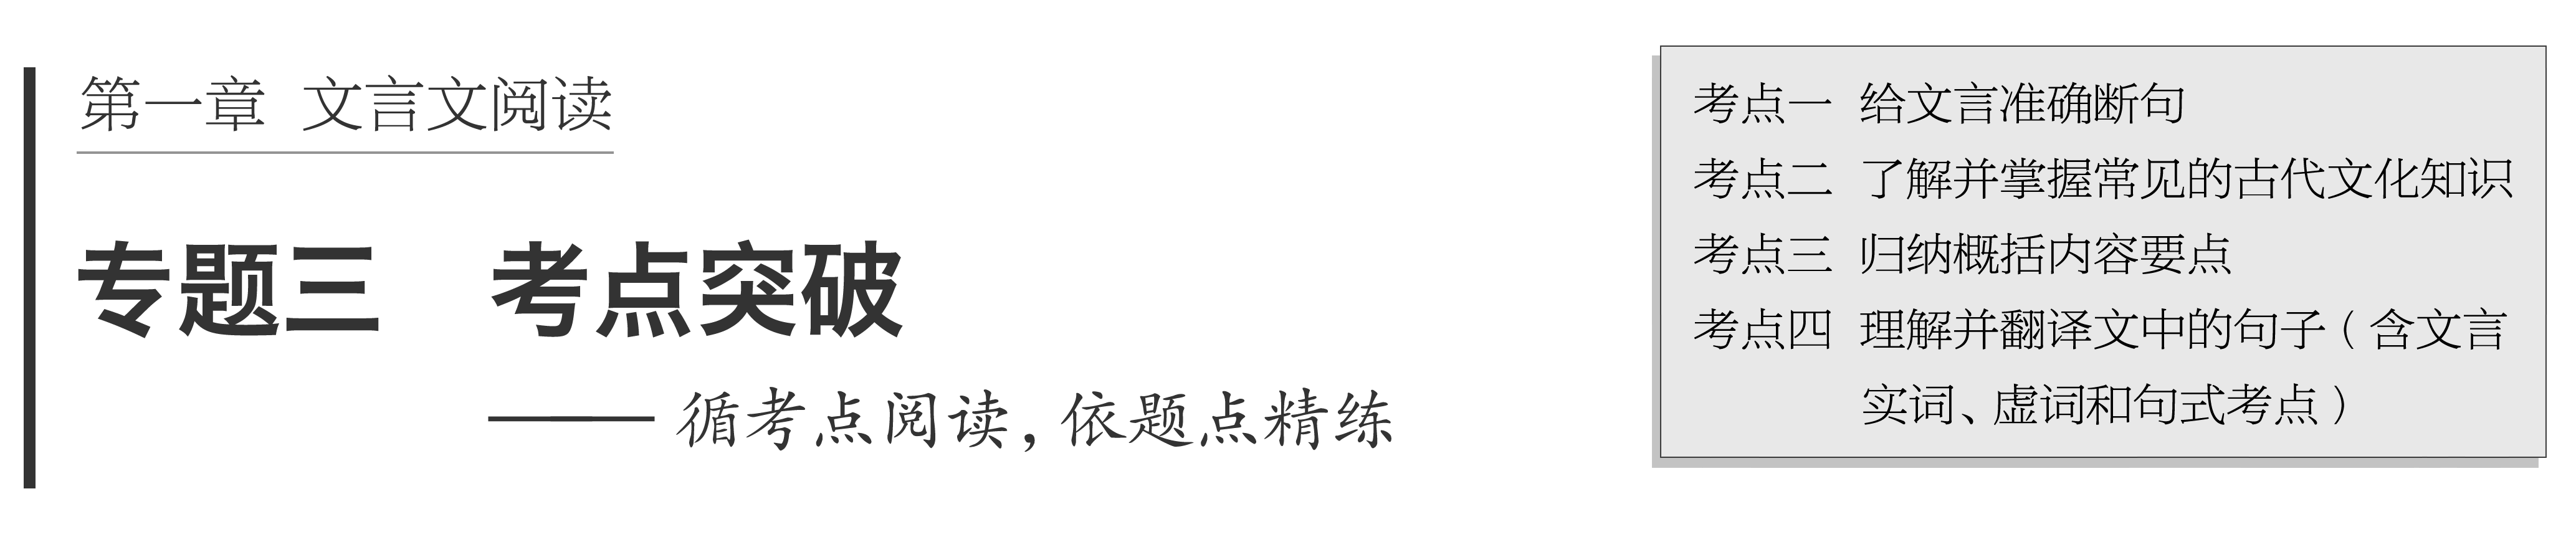 第一章 文言文阅读
专题三 考点突破
——循考点阅读，依题点精练
考点一 给文言准确断句
考点二 了解并掌握常见的古代文化知识
考点三 归纳概括内容要点
考点四 理解并翻译文中的句子（含文言
实词、虚词和句式考点）